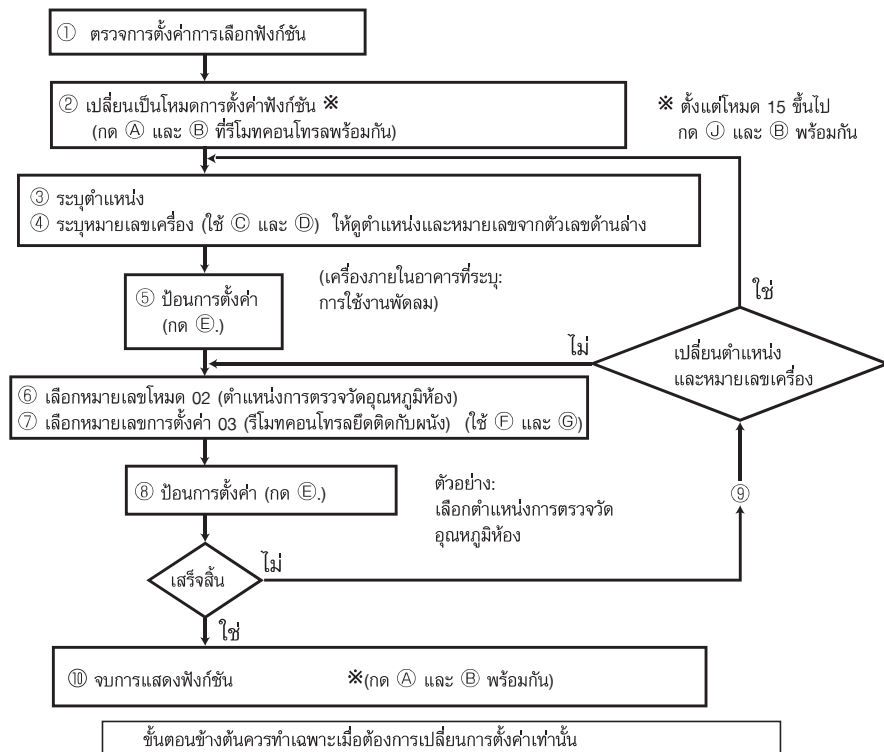 ① ตรวจการตั้งค่าการเลือกฟังก์ชัน
② เปลี่ยนเป็นโหมดการตั้งค่าฟังก์ชัน ※
(กด Ⓐ และ Ⓑ ที่รีโมทคอนโทรลพร้อมกัน)
※ ตั้งแต่โหมด 15 ขึ้นไป
กด Ⓙ และ Ⓑ พร้อมกัน
③ ระบุตำแหน่ง
④ ระบุหมายเลขเครื่อง (ใช้ Ⓒ และ Ⓓ) ให้ดูตำแหน่งและหมายเลขจากตัวเลขด้านล่าง
⑤ ป้อนการตั้งค่า
(กด Ⓔ.)
(เครื่องภายในอาคารที่ระบุ:
การใช้งานพัดลม)
ใช่
ไม่
เปลี่ยนตำแหน่ง
และหมายเลขเครื่อง
⑥ เลือกหมายเลขโหมด 02 (ตำแหน่งการตรวจวัดอุณหภูมิห้อง)
⑦ เลือกหมายเลขการตั้งค่า 03 (รีโมทคอนโทรลยึดติดกับผนัง) (ใช้ Ⓕ และ Ⓖ)
⑧ ป้อนการตั้งค่า (กด Ⓔ.)
ตัวอย่าง:
เลือกตำแหน่งการตรวจวัด
อุณหภูมิห้อง
⑨
เสร็จสิ้น
ไม่
ใช่
⑩ จบการแสดงฟังก์ชัน ※(กด Ⓐ และ Ⓑ พร้อมกัน)
ขั้นตอนข้างต้นควรทำเฉพาะเมื่อต้องการเปลี่ยนการตั้งค่าเท่านั้น